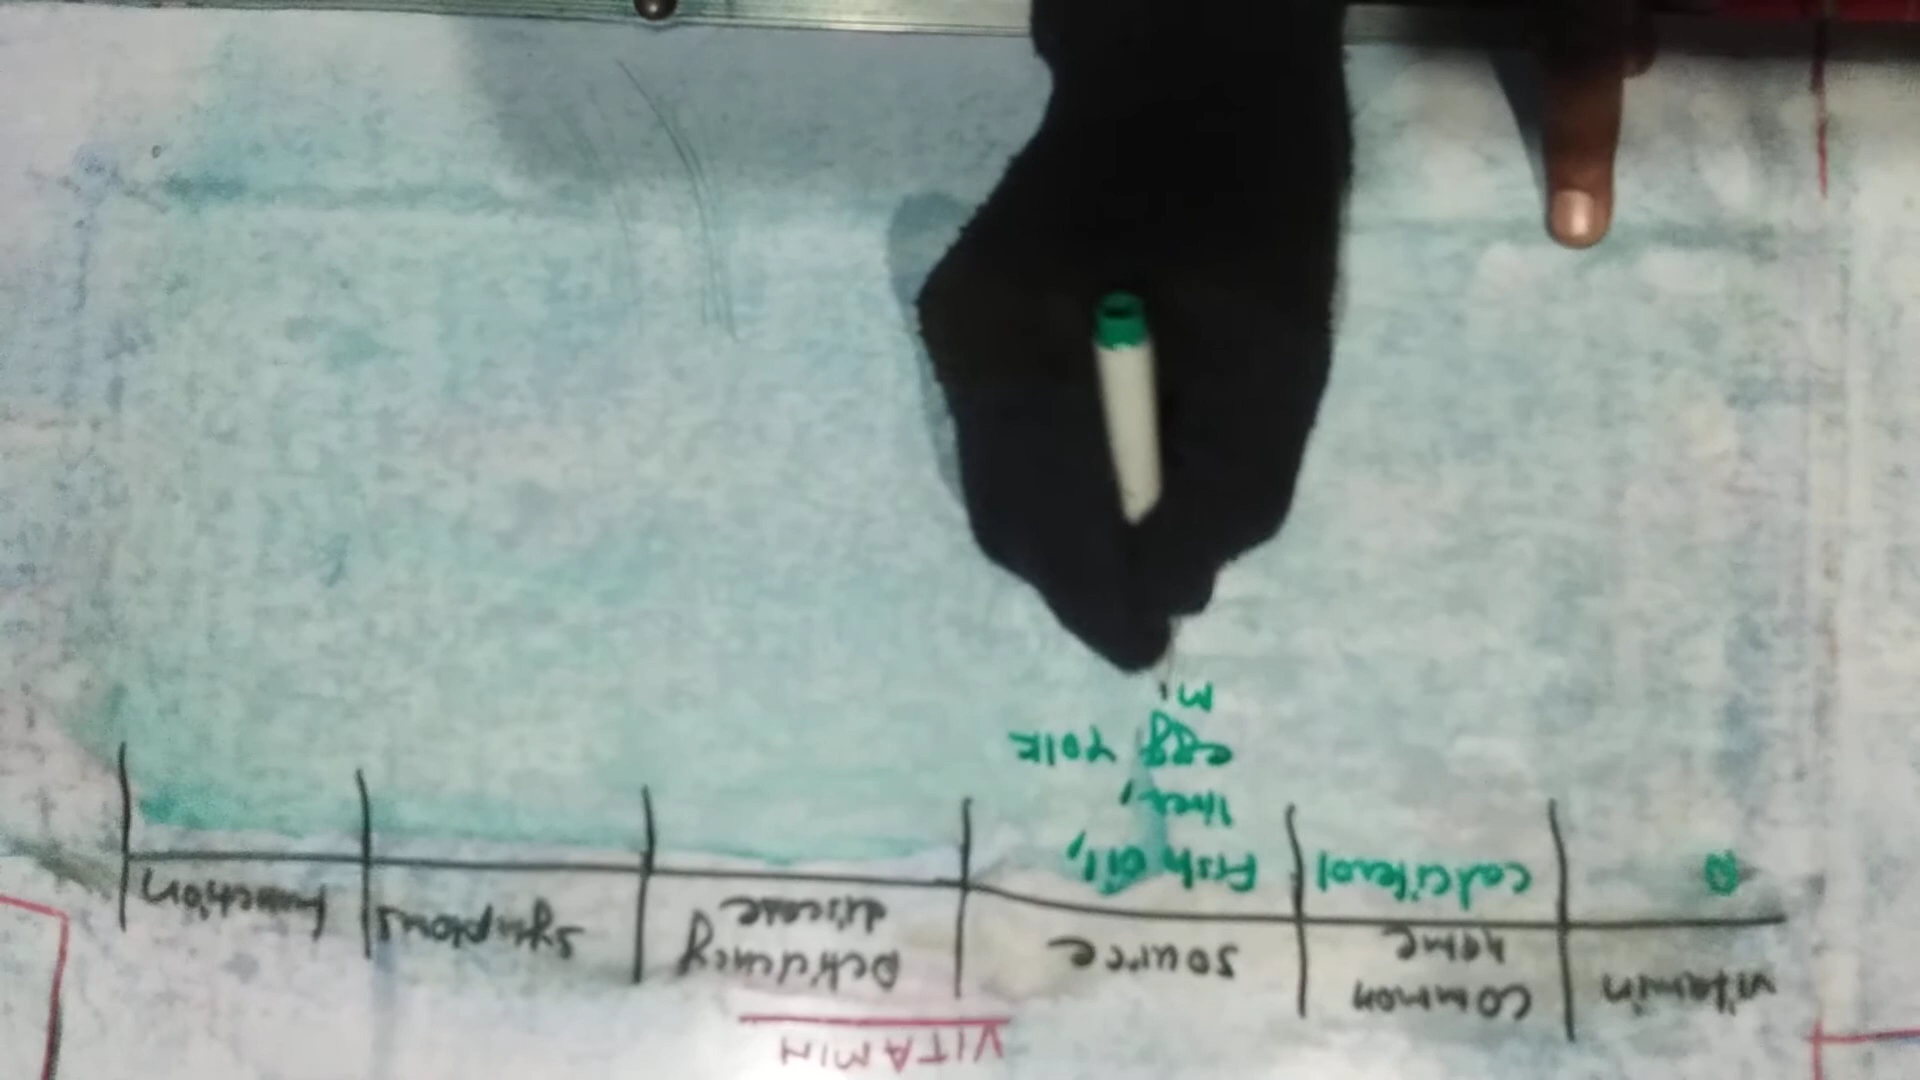 VITAMIN
vitamin
common
name
source
Deficiency
disease
symptoms
function
D
calciferol
Fish oil,
liver,
egg yolk
mi